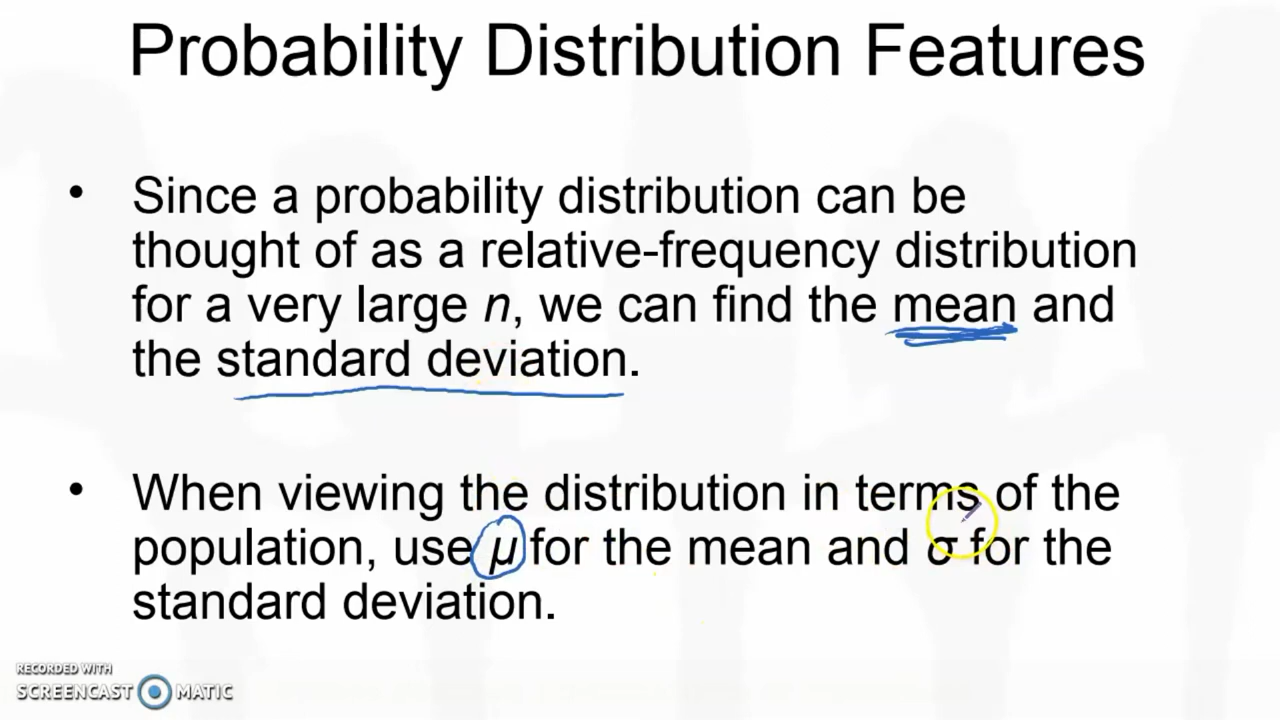 Probability Distribution Features
• Since a probability distribution can be
thought of as a relative-frequency distribution
for a very large n, we can find the mean and
the standard deviation.
• When viewing the distribution in terms of the
population, use μ for the mean and σ for the
standard deviation.
RECORDED WITH
SCREENCAST MATIC